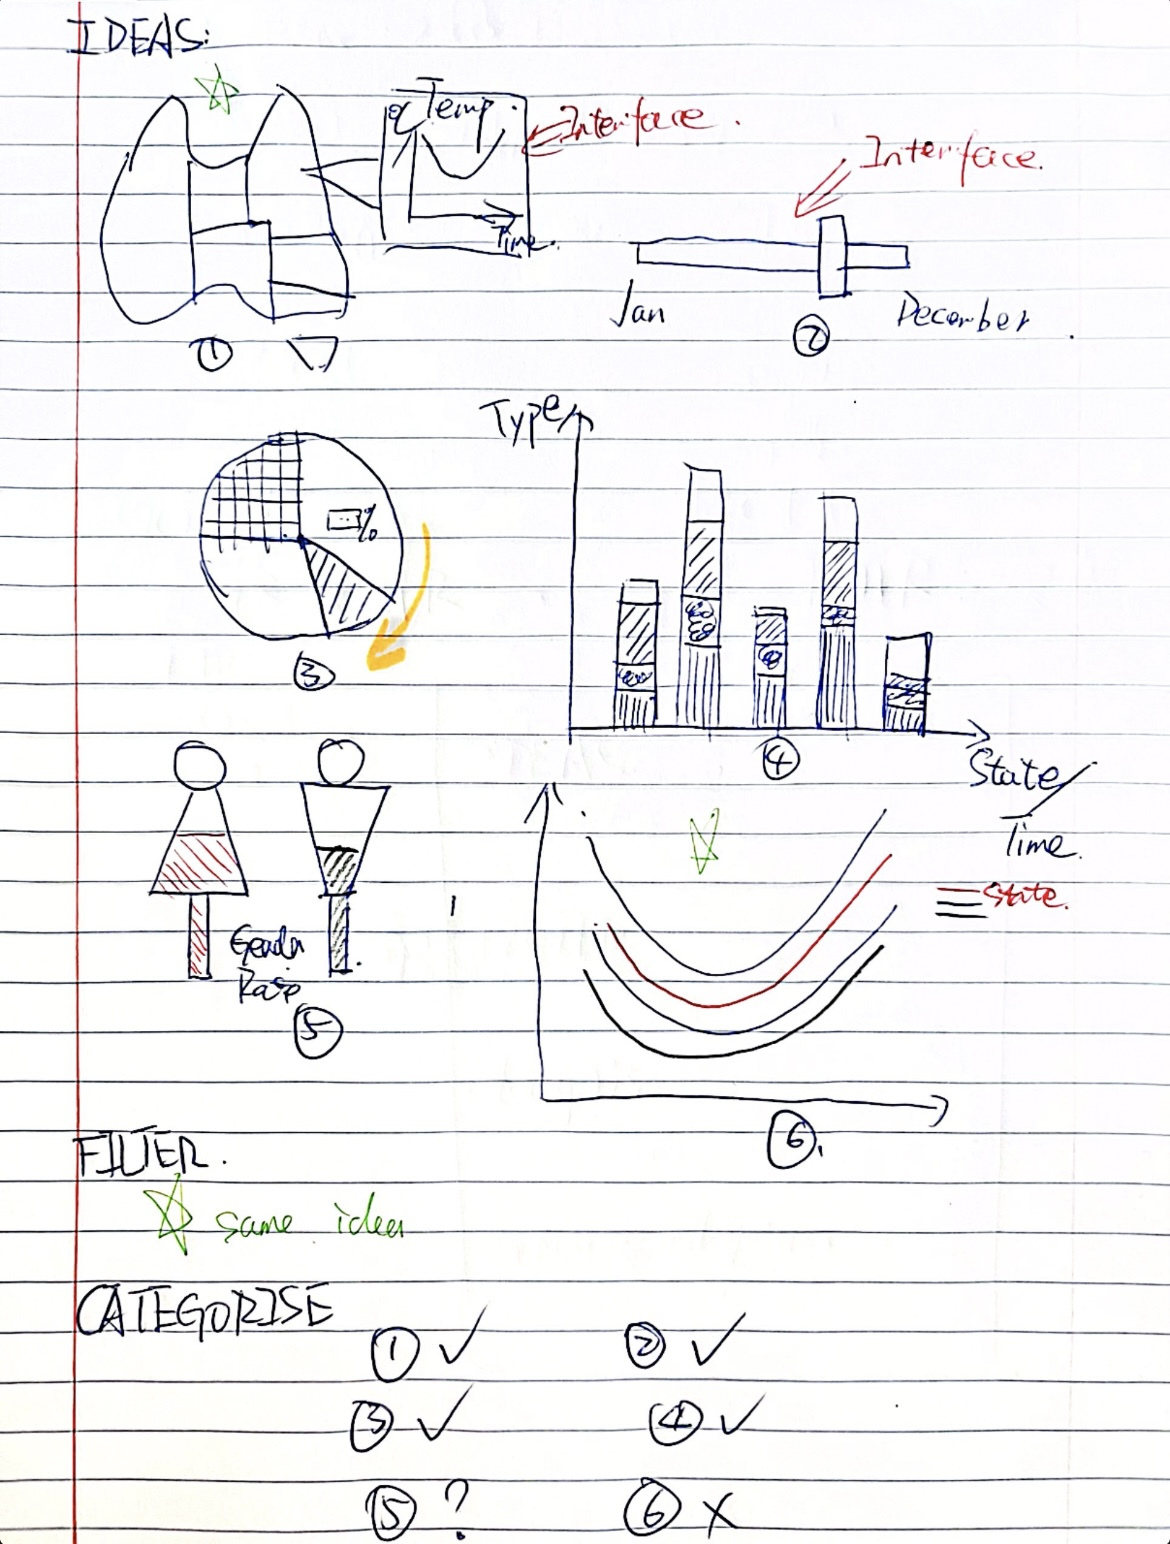 IDEAS:
℃ Temp.
Time.
Interface.
Interface.
Jan
December
①
②
Type
%
③
④
State/
Time.
State.
Gender
⑤
⑥.
FILTER.
same idea
CATEGORISE
① ✓ ② ✓
③ ✓ ④ ✓
⑤ ? ⑥ ×